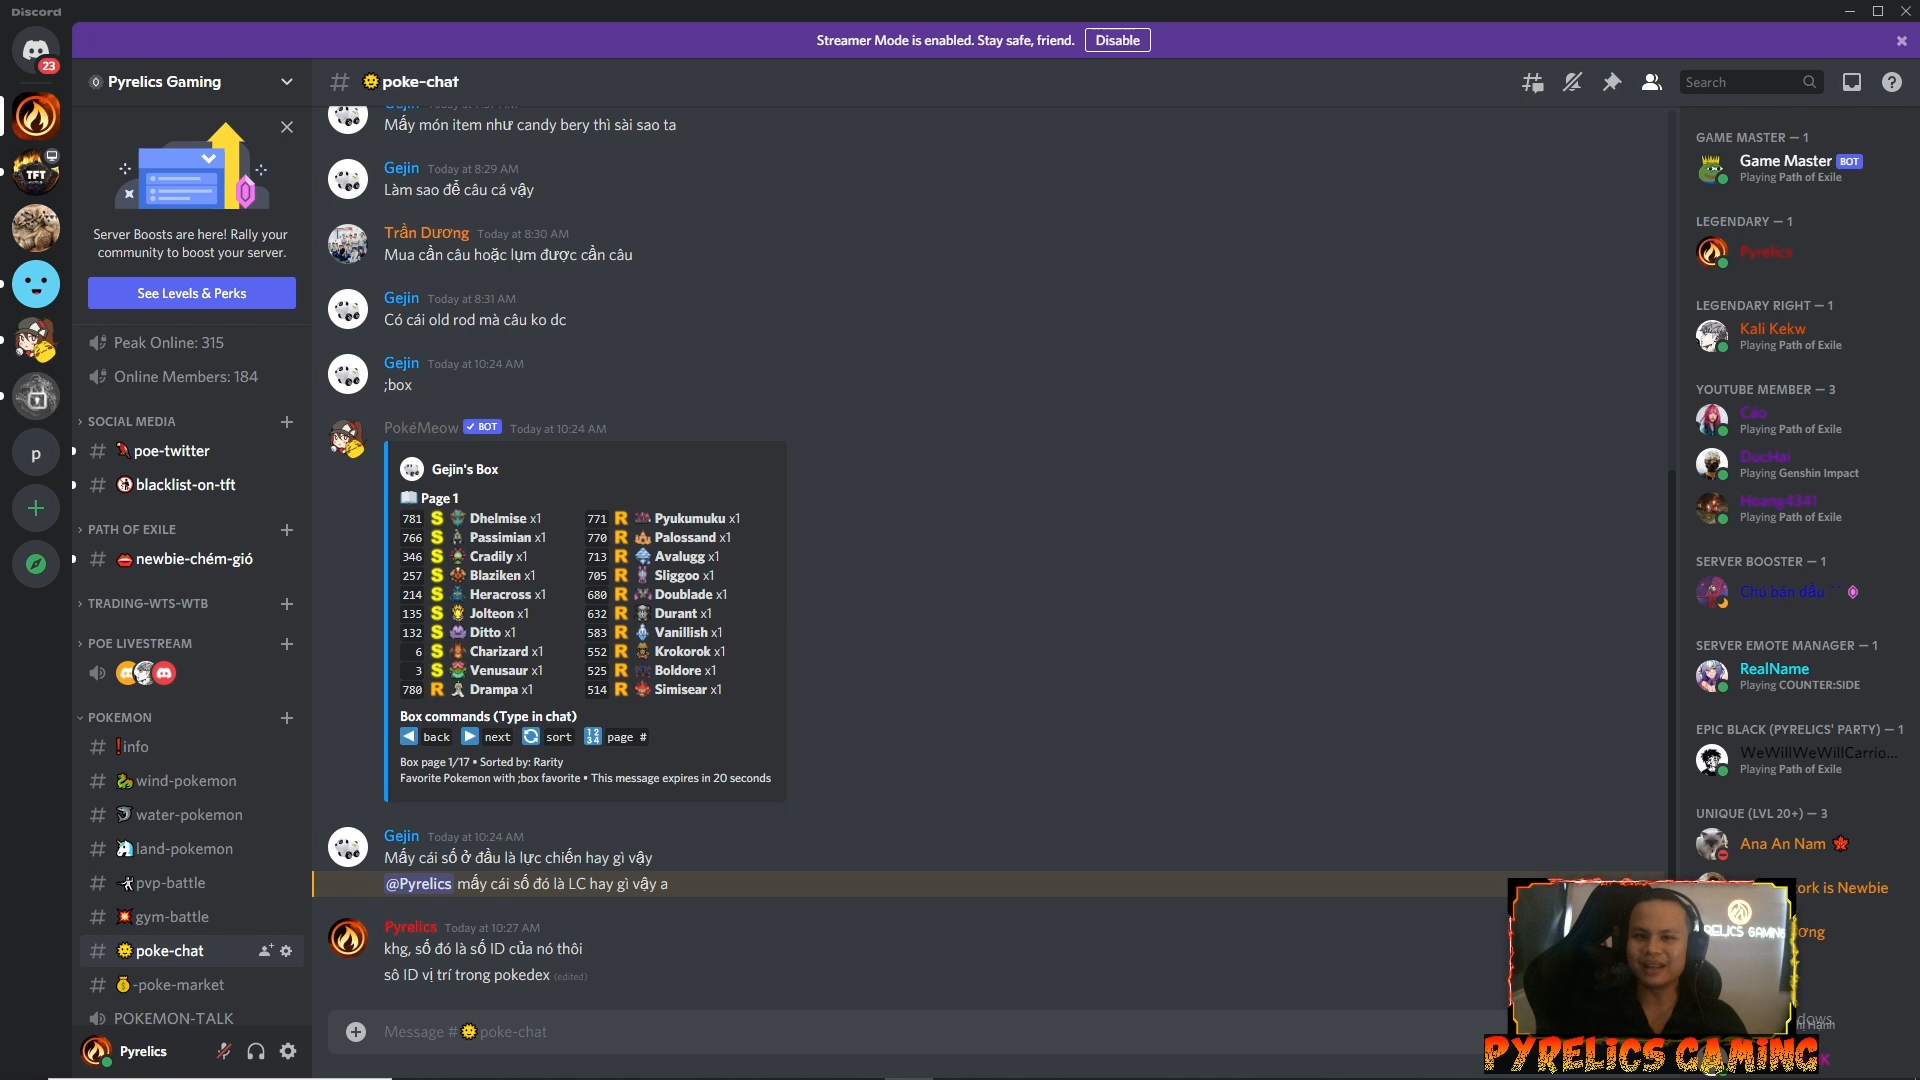 Discord
Streamer Mode is enabled. Stay safe, friend.
Disable
23
TFT
p
Pyrelics Gaming
Server Boosts are here! Rally your
community to boost your server.
See Levels & Perks
Peak Online: 315
Online Members: 184
SOCIAL MEDIA
poe-twitter
blacklist-on-tft
PATH OF EXILE
newbie-chém-gió
TRADING-WTS-WTB
POE LIVESTREAM
POKEMON
info
wind-pokemon
water-pokemon
land-pokemon
pvp-battle
gym-battle
poke-chat
-poke-market
POKEMON-TALK
Pyrelics
poke-chat
Search
Mấy món item như candy bery thì sài sao ta
Gejin Today at 8:29 AM
Làm sao để câu cá vậy
Trần Dương Today at 8:30 AM
Mua cần câu hoặc lụm được cần câu
Gejin Today at 8:31 AM
Có cái old rod mà câu ko dc
Gejin Today at 10:24 AM
;box
PokéMeow BOT Today at 10:24 AM
Gejin's Box
Page 1
781 S Dhelmise x1 771 R Pyukumuku x1
766 S Passimian x1 770 R Palossand x1
346 S Cradily x1 713 R Avalugg x1
257 S Blaziken x1 705 R Sliggoo x1
214 S Heracross x1 680 R Doublade x1
135 S Jolteon x1 632 R Durant x1
132 S Ditto x1 583 R Vanillish x1
6 S Charizard x1 552 R Krokorok x1
3 S Venusaur x1 525 R Boldore x1
780 R Drampa x1 514 R Simisear x1
Box commands (Type in chat)
back next sort 1234 page #
Box page 1/17 • Sorted by: Rarity
Favorite Pokemon with ;box favorite • This message expires in 20 seconds
Gejin Today at 10:24 AM
Mấy cái số ở đầu là lực chiến hay gì vậy
@Pyrelics mấy cái số đó là LC hay gì vậy a
Pyrelics Today at 10:27 AM
khg, số đó là số ID của nó thôi
sô ID vị trí trong pokedex (edited)
Message #poke-chat
GAME MASTER — 1
Game Master BOT
Playing Path of Exile
LEGENDARY — 1
Pyrelics
LEGENDARY RIGHT — 1
Kali Kekw
Playing Path of Exile
YOUTUBE MEMBER — 3
Cáo
Playing Path of Exile
DucHai
Playing Genshin Impact
Hoang4341
Playing Path of Exile
SERVER BOOSTER — 1
Chú bán dầu
SERVER EMOTE MANAGER — 1
RealName
Playing COUNTER:SIDE
EPIC BLACK (PYRELICS' PARTY) — 1
WeWillWeWillCarrio...
Playing Path of Exile
UNIQUE (LVL 20+) — 3
Ana An Nam
ork is Newbie
PYRELICS GAMING